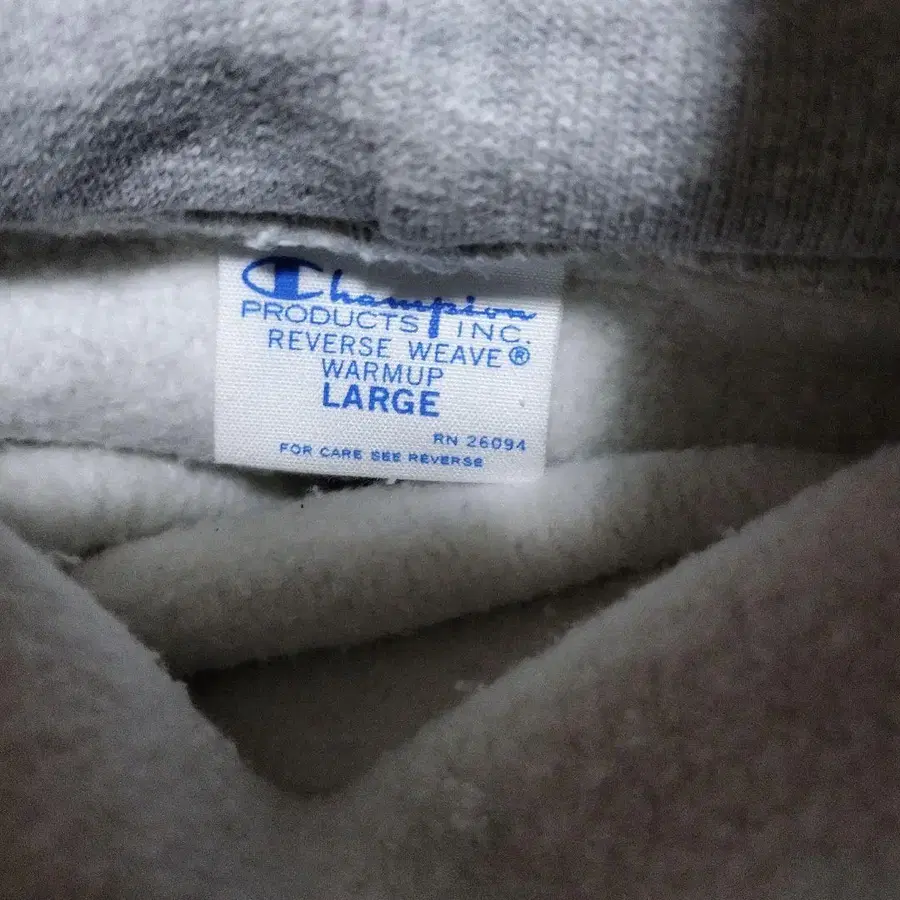 Champion
PRODUCTS INC.
REVERSE WEAVE®
WARMUP
LARGE
RN 26094
FOR CARE SEE REVERSE